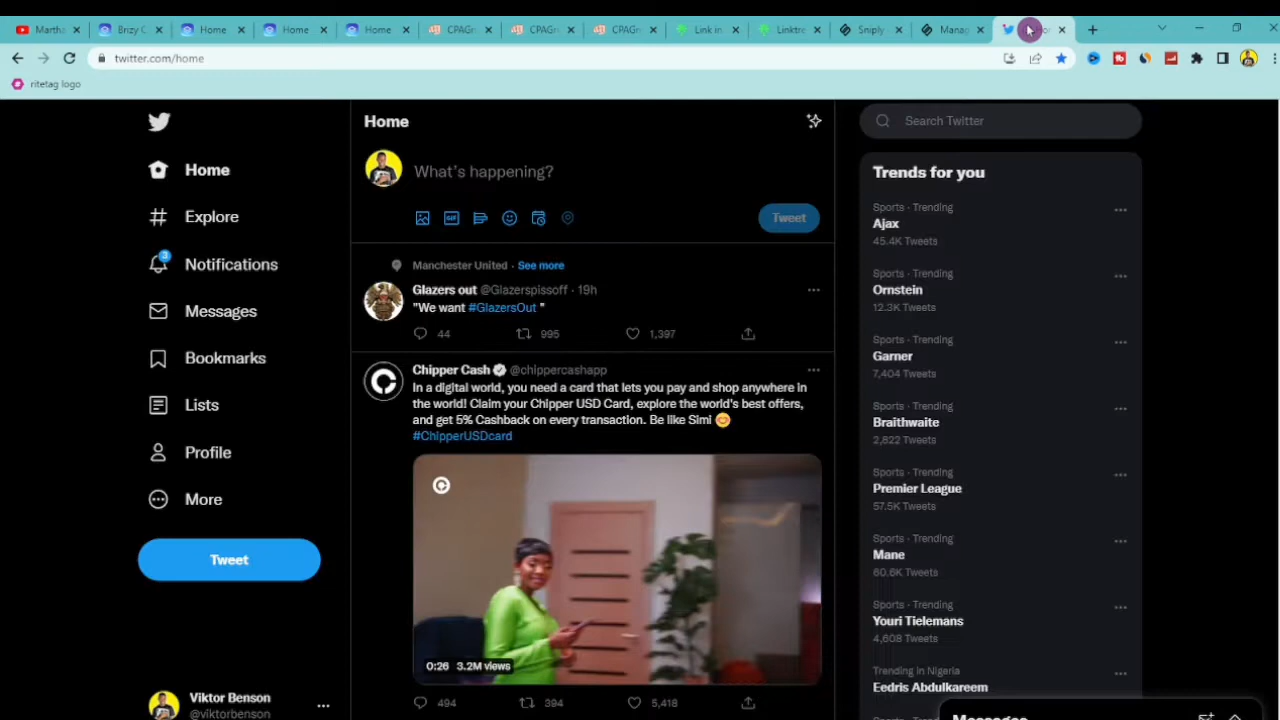 Martha
Brizy C
Home
Home
Home
CPAGr
CPAGr
CPAGr
Link in
Linktre
Sniply -
Manag
twitter.com/home
ritetag logo
Home
Explore
3
Notifications
Messages
Bookmarks
Lists
Profile
More
Tweet
Viktor Benson
@viktorbenson
Home
What's happening?
GIF
Tweet
Manchester United · See more
Glazers out @Glazerspissoff · 19h
"We want #GlazersOut "
44 995 1,397
Chipper Cash @chippercashapp
In a digital world, you need a card that lets you pay and shop anywhere in
the world! Claim your Chipper USD Card, explore the world's best offers,
and get 5% Cashback on every transaction. Be like Simi 😊
#ChipperUSDcard
0:26 3.2M views
494 394 5,418
Search Twitter
Trends for you
Sports · Trending
Ajax
45.4K Tweets
Sports · Trending
Ornstein
12.3K Tweets
Sports · Trending
Garner
7,404 Tweets
Sports · Trending
Braithwaite
2,822 Tweets
Sports · Trending
Premier League
57.5K Tweets
Sports · Trending
Mane
60.6K Tweets
Sports · Trending
Youri Tielemans
4,608 Tweets
Trending in Nigeria
Eedris Abdulkareem
Messages